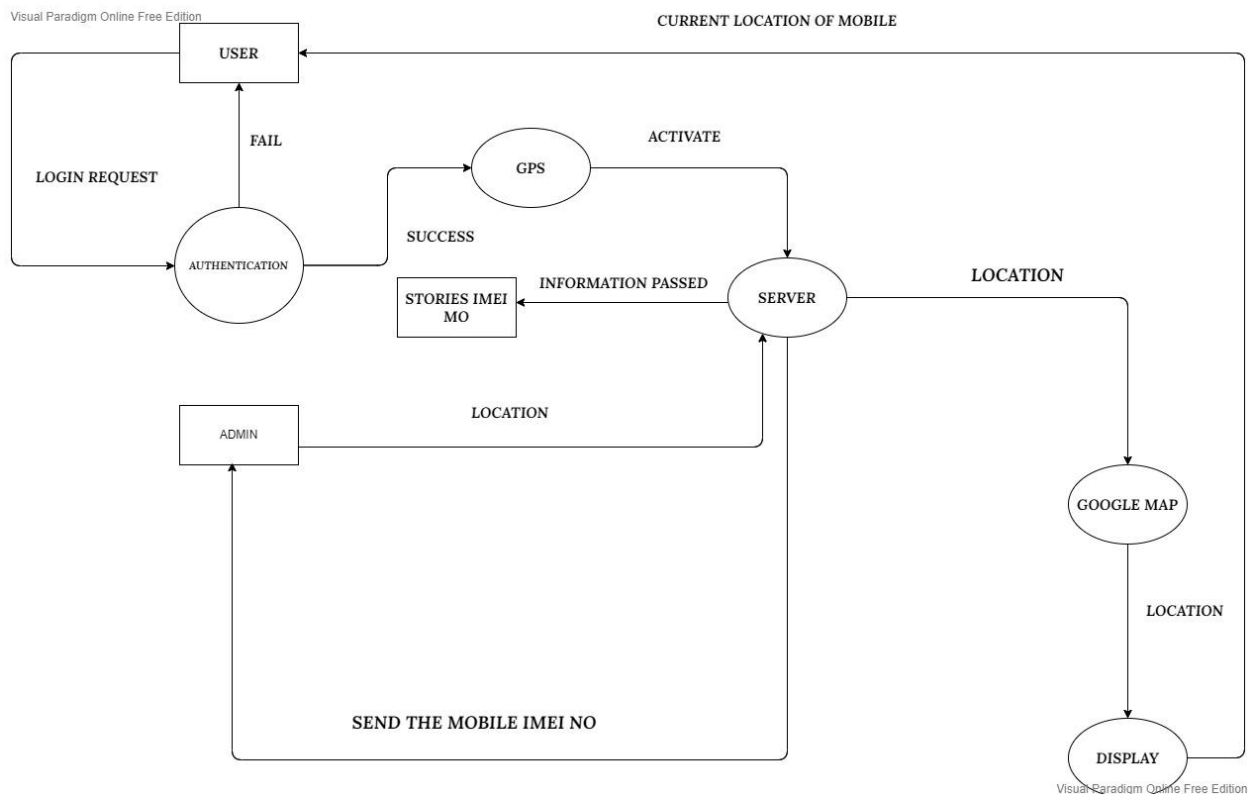 Visual Paradigm Online Free Edition
CURRENT LOCATION OF MOBILE
USER
FAIL
ACTIVATE
GPS
LOGIN REQUEST
SUCCESS
AUTHENTICATION
LOCATION
INFORMATION PASSED
SERVER
STORIES IMEI
MO
LOCATION
ADMIN
GOOGLE MAP
LOCATION
SEND THE MOBILE IMEI NO
DISPLAY
Visual Paradigm Online Free Edition